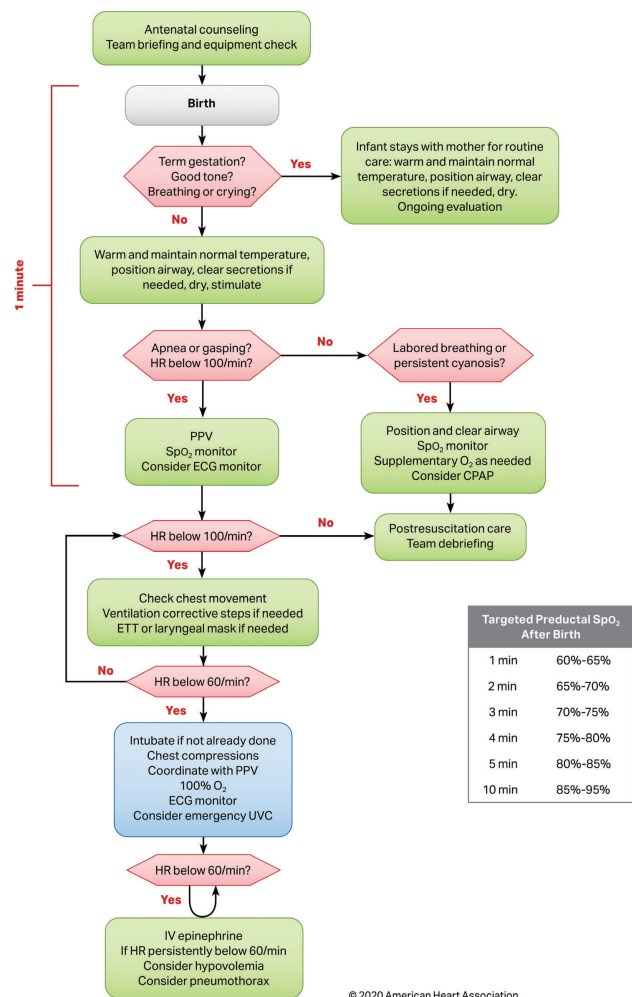 Antenatal counseling
Team briefing and equipment check
Birth
1 minute
Term gestation?
Good tone?
Breathing or crying?
Yes
Infant stays with mother for routine
care: warm and maintain normal
temperature, position airway, clear
secretions if needed, dry.
Ongoing evaluation
No
Warm and maintain normal temperature,
position airway, clear secretions if
needed, dry, stimulate
Apnea or gasping?
HR below 100/min?
No
Labored breathing or
persistent cyanosis?
Yes
Yes
PPV
SpO₂ monitor
Consider ECG monitor
Position and clear airway
SpO₂ monitor
Supplementary O₂ as needed
Consider CPAP
HR below 100/min?
No
Postresuscitation care
Team debriefing
Yes
Check chest movement
Ventilation corrective steps if needed
ETT or laryngeal mask if needed
No
HR below 60/min?
Yes
Intubate if not already done
Chest compressions
Coordinate with PPV
100% O₂
ECG monitor
Consider emergency UVC
HR below 60/min?
Yes
IV epinephrine
If HR persistently below 60/min
Consider hypovolemia
Consider pneumothorax
Targeted Preductal SpO₂
After Birth
1 min 60%-65%
2 min 65%-70%
3 min 70%-75%
4 min 75%-80%
5 min 80%-85%
10 min 85%-95%
© 2020 American Heart Association